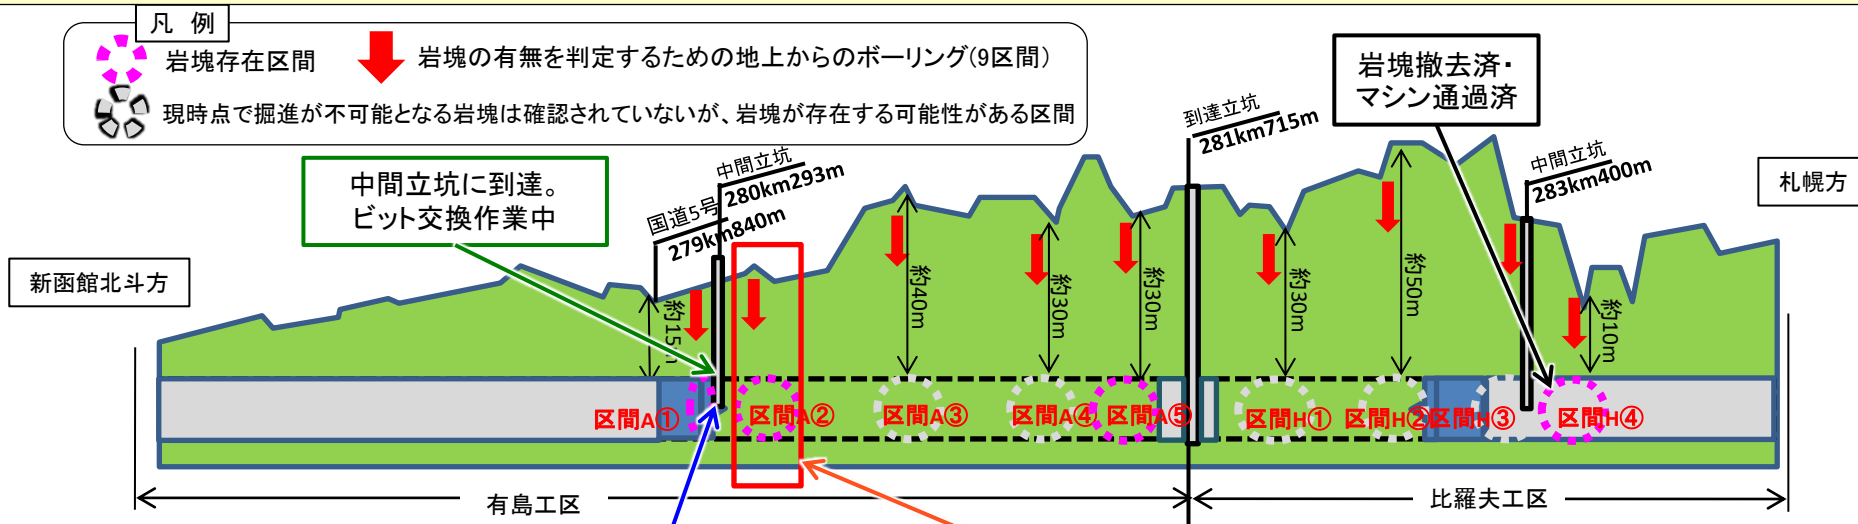 凡 例
岩塊存在区間
岩塊の有無を判定するための地上からのボーリング(9区間)
現時点で掘進が不可能となる岩塊は確認されていないが、岩塊が存在する可能性がある区間
岩塊撤去済・
マシン通過済
到達立坑
281km715m
中間立坑に到達。
ビット交換作業中
中間立坑
280km293m
国道5号
279km840m
中間立坑
283km400m
札幌方
新函館北斗方
約15m
約40m
約30m
約30m
約30m
約50m
約10m
区間A①
区間A②
区間A③
区間A④
区間A⑤
区間H①
区間H②
区間H③
区間H④
有島工区
比羅夫工区